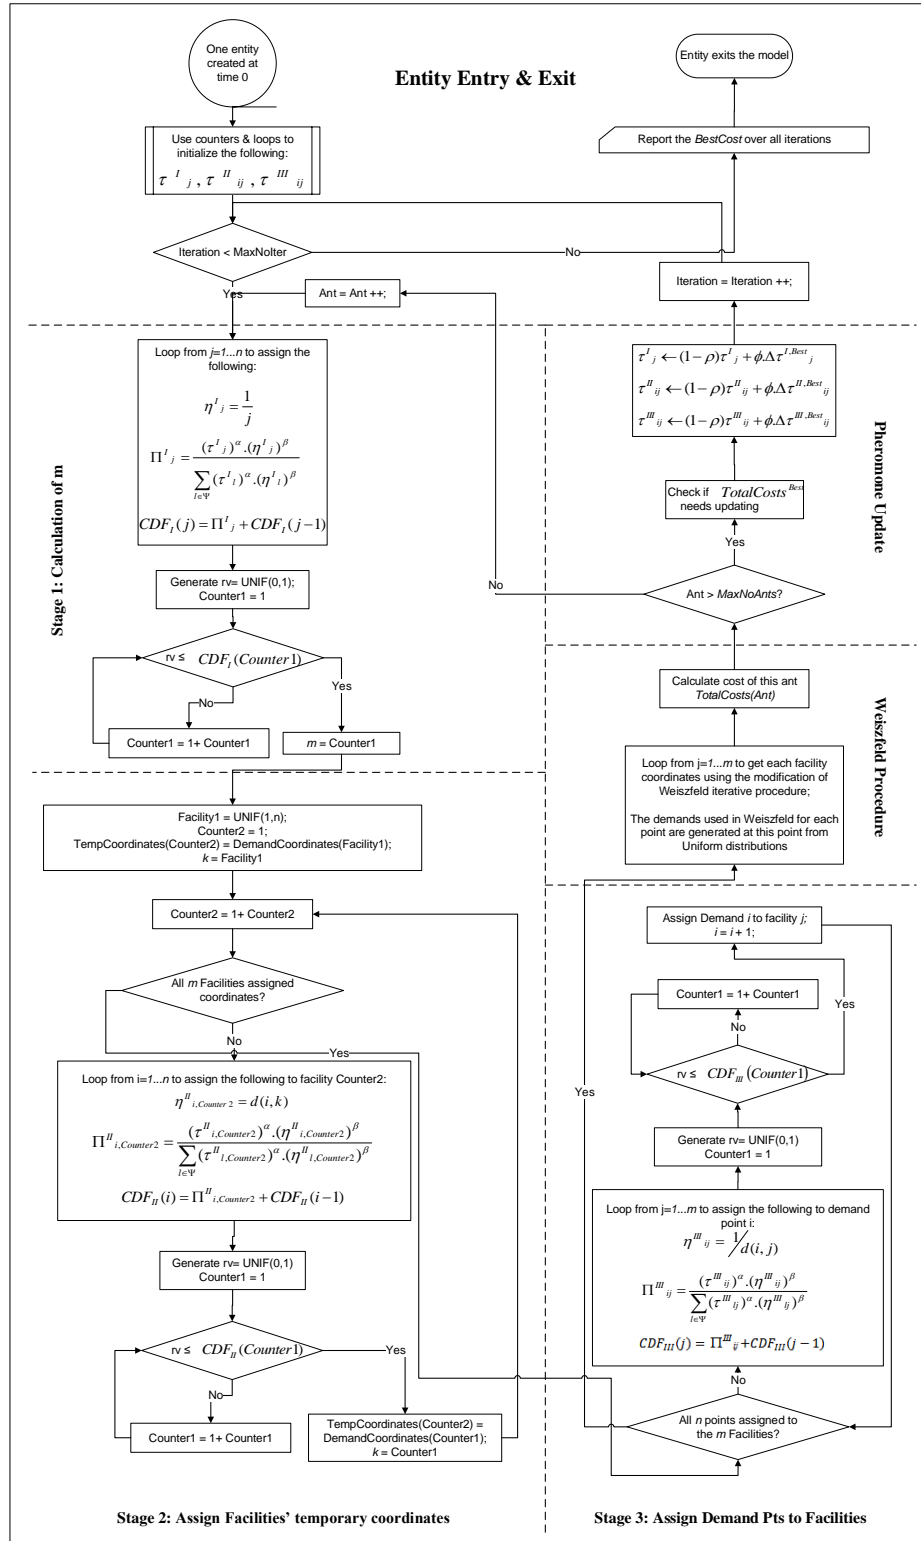 One entity
created at
time 0
Entity Entry & Exit
Entity exits the model
Use counters & loops to
initialize the following:
τ^I_j , τ^II_ij , τ^III_ij
Report the BestCost over all iterations
Iteration < MaxNoIter
No
Yes
Ant = Ant ++;
Iteration = Iteration ++;
Stage 1: Calculation of m
Loop from j=1...n to assign the
following:
η^I_j = 1/j
Π^I_j = (τ^I_j)^α.(η^I_j)^β / ∑_{l∈Ψ} (τ^I_l)^α.(η^I_l)^β
CDF_I(j) = Π^I_j + CDF_I(j−1)
Generate rv= UNIF(0,1);
Counter1 = 1
rv ≤ CDF_I(Counter1)
No
Yes
Counter1 = 1+ Counter1
m = Counter1
Pheromone Update
τ^I_j ← (1−ρ)τ^I_j + φ.Δτ^{I,Best}_j
τ^II_ij ← (1−ρ)τ^II_ij + φ.Δτ^{II,Best}_ij
τ^III_ij ← (1−ρ)τ^III_ij + φ.Δτ^{III,Best}_ij
Check if TotalCosts^Best
needs updating
Yes
No
Ant > MaxNoAnts?
Weiszfeld Procedure
Calculate cost of this ant
TotalCosts(Ant)
Loop from j=1...m to get each facility
coordinates using the modification of
Weiszfeld iterative procedure;
The demands used in Weiszfeld for each
point are generated at this point from
Uniform distributions
Facility1 = UNIF(1,n);
Counter2 = 1;
TempCoordinates(Counter2) = DemandCoordinates(Facility1);
k = Facility1
Counter2 = 1+ Counter2
All m Facilities assigned
coordinates?
No
Yes
Loop from i=1...n to assign the following to facility Counter2:
η^II_{i,Counter2} = d(i,k)
Π^II_{i,Counter2} = (τ^II_{i,Counter2})^α.(η^II_{i,Counter2})^β / ∑_{l∈Ψ} (τ^II_{l,Counter2})^α.(η^II_{l,Counter2})^β
CDF_II(i) = Π^II_{i,Counter2} + CDF_II(i−1)
Generate rv= UNIF(0,1)
Counter1 = 1
rv ≤ CDF_II(Counter1)
Yes
No
Counter1 = 1+ Counter1
TempCoordinates(Counter2) =
DemandCoordinates(Counter1);
k = Counter1
Assign Demand i to facility j;
i = i + 1;
Counter1 = 1+ Counter1
Yes
No
Yes
rv ≤ CDF_III(Counter1)
Generate rv= UNIF(0,1)
Counter1 = 1
Loop from j=1...m to assign the following to demand
point i:
η^III_ij = 1/d(i,j)
Π^III_ij = (τ^III_ij)^α.(η^III_ij)^β / ∑_{l∈Ψ} (τ^III_lj)^α.(η^III_lj)^β
CDF_III(j) = Π^III_ij+CDF_III(j − 1)
No
All n points assigned to
the m Facilities?
Stage 2: Assign Facilities' temporary coordinates
Stage 3: Assign Demand Pts to Facilities